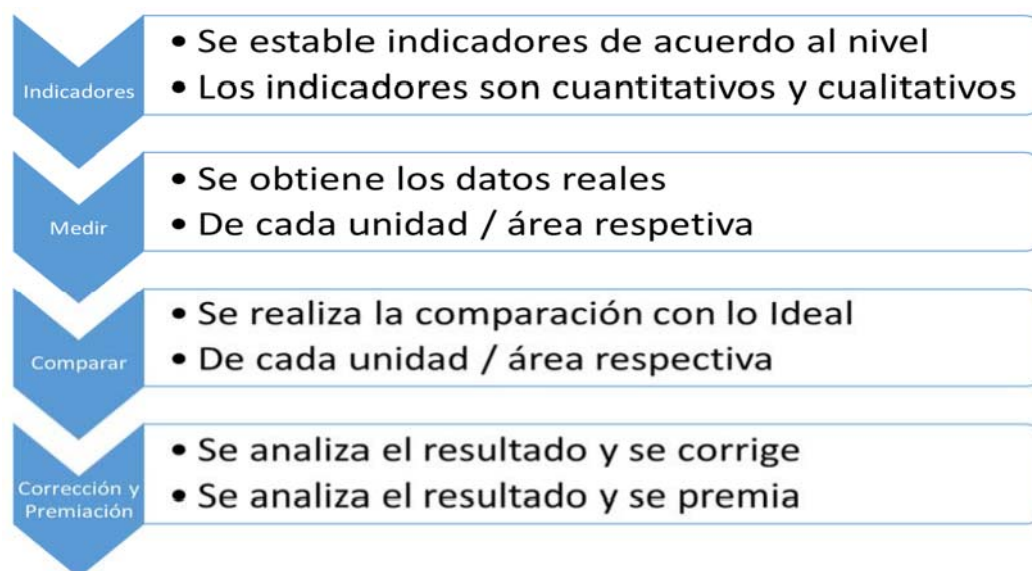 Indicadores
• Se estable indicadores de acuerdo al nivel
• Los indicadores son cuantitativos y cualitativos
Medir
• Se obtiene los datos reales
• De cada unidad / área respetiva
Comparar
• Se realiza la comparación con lo Ideal
• De cada unidad / área respectiva
Corrección y
Premiación
• Se analiza el resultado y se corrige
• Se analiza el resultado y se premia